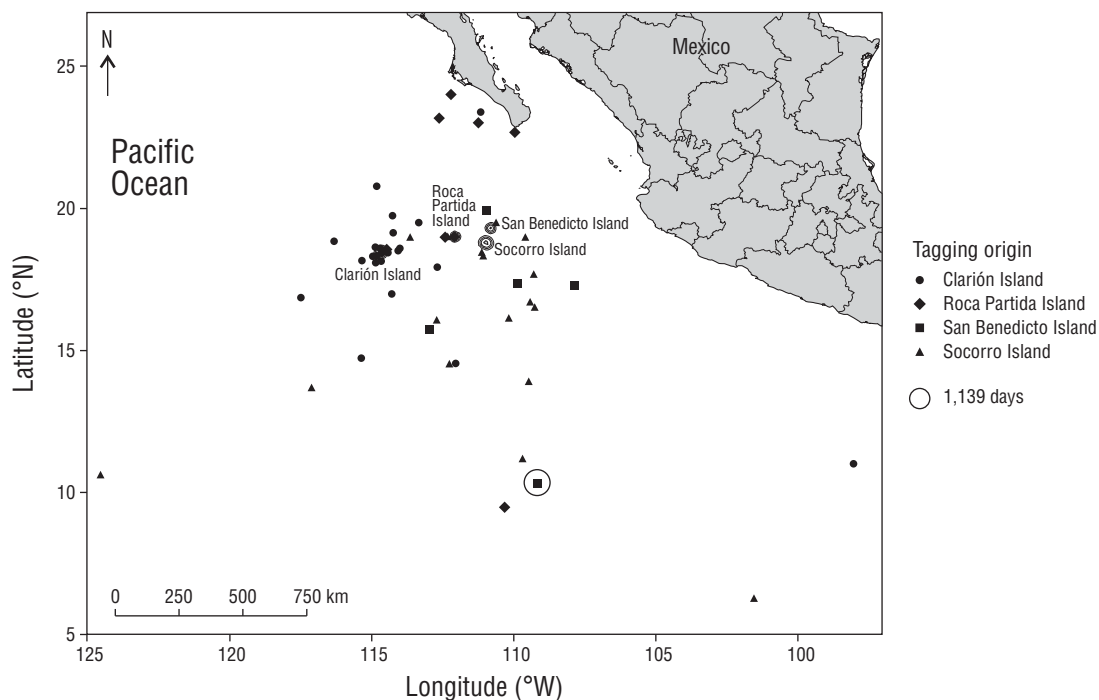 N
Mexico
Pacific
Ocean
Roca
Partida
Island
San Benedicto Island
Socorro Island
Clarión Island
0 250 500 750 km
25
20
15
10
5
Latitude (°N)
125 120 115 110 105 100
Longitude (°W)
Tagging origin
Clarión Island
Roca Partida Island
San Benedicto Island
Socorro Island
1,139 days